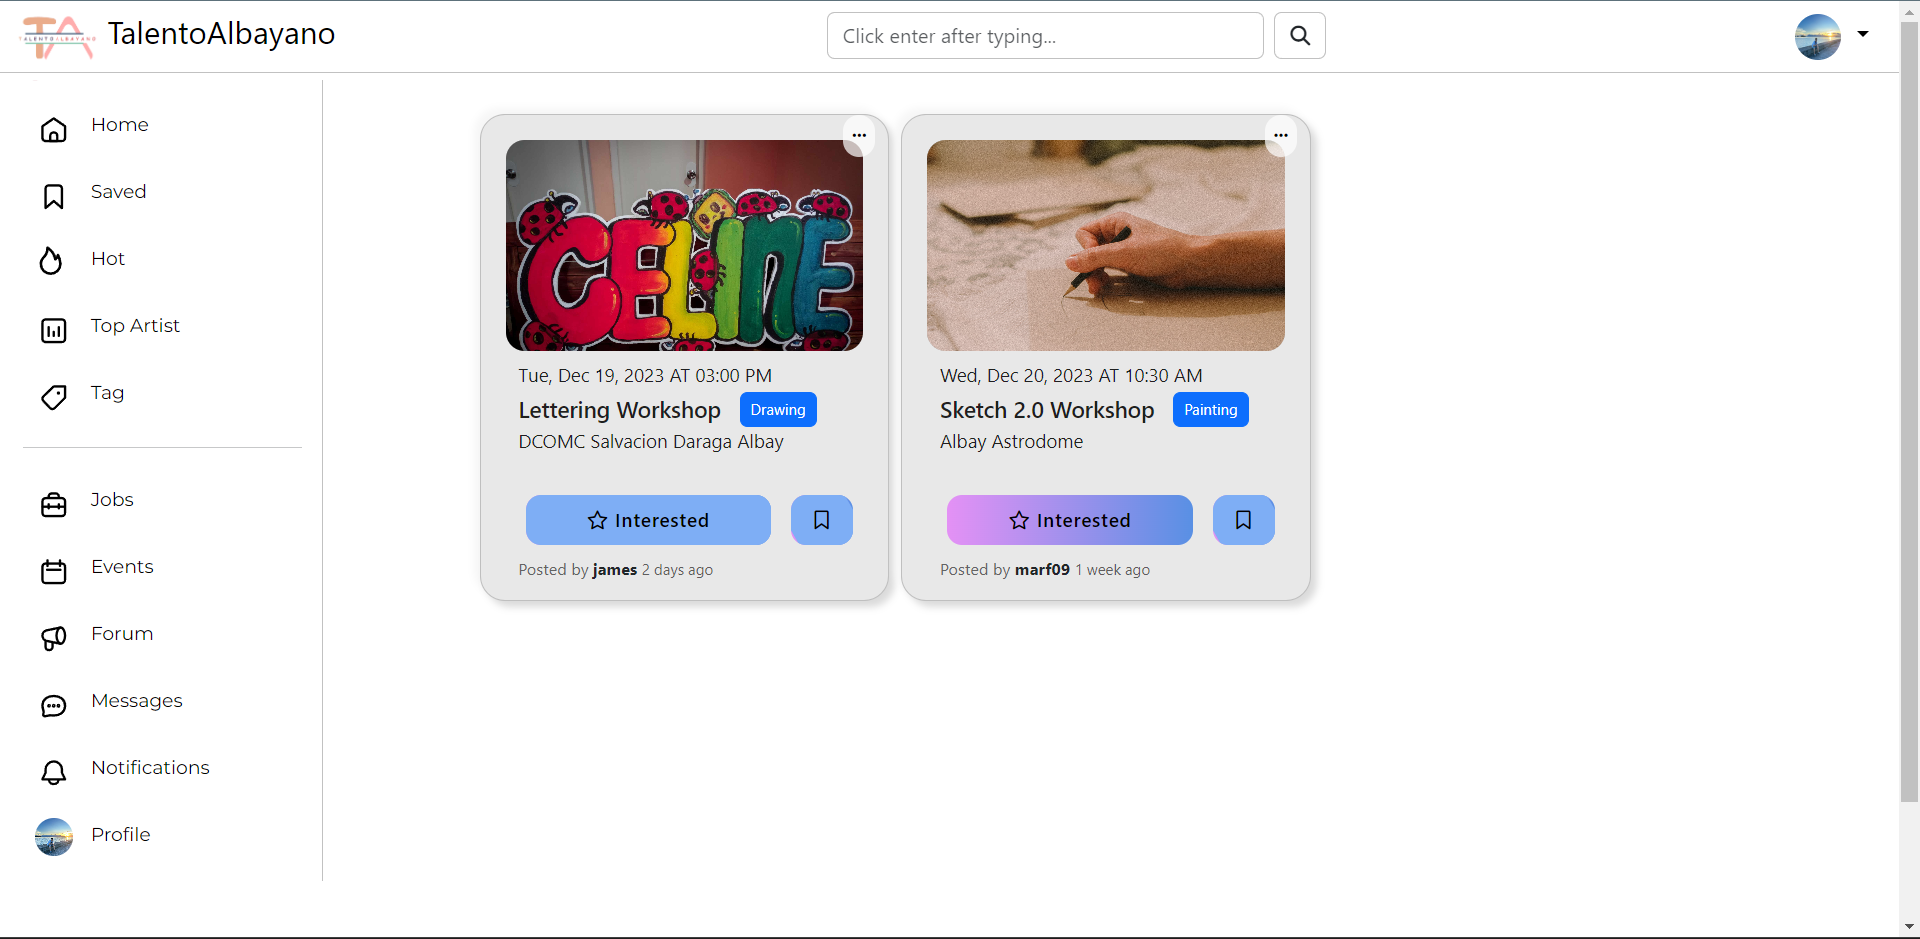 TA TALENTO ALBAYANO
TalentoAlbayano
Click enter after typing...
Home
Saved
Hot
Top Artist
Tag
Jobs
Events
Forum
Messages
Notifications
Profile
CELINE
Tue, Dec 19, 2023 AT 03:00 PM
Lettering Workshop Drawing
DCOMC Salvacion Daraga Albay
Interested
Posted by james 2 days ago
Wed, Dec 20, 2023 AT 10:30 AM
Sketch 2.0 Workshop Painting
Albay Astrodome
Interested
Posted by marf09 1 week ago